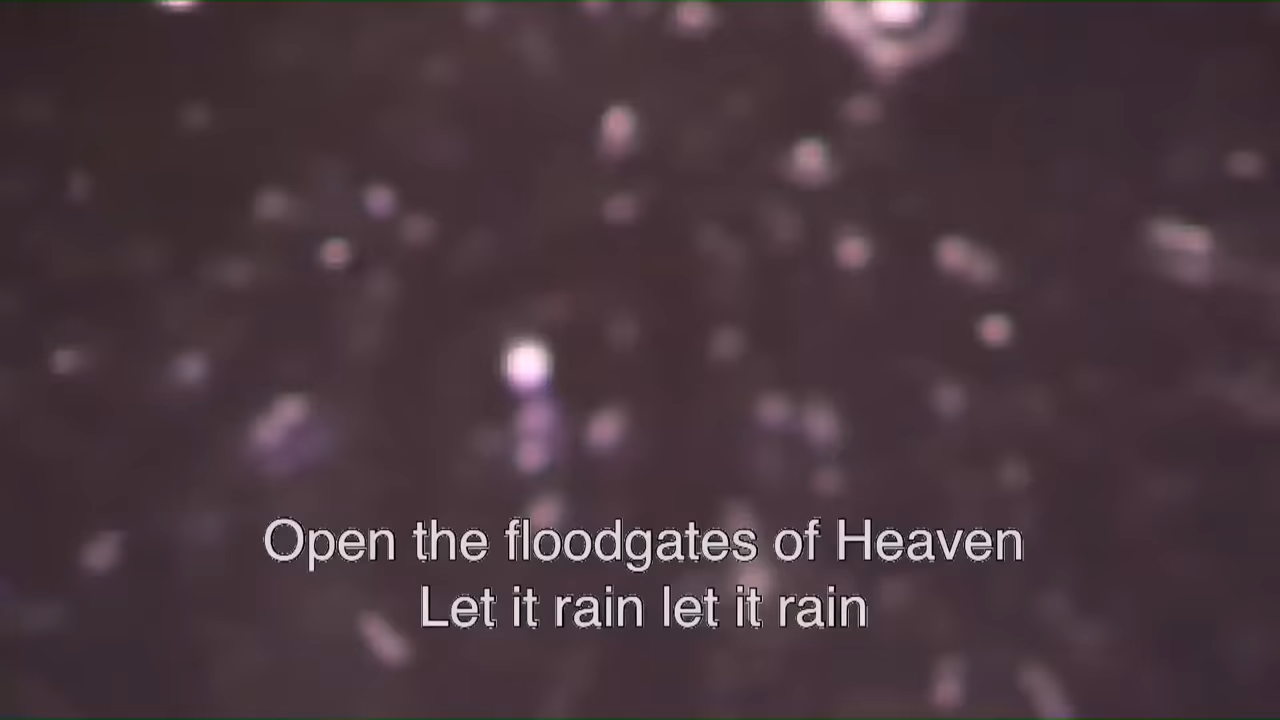 Open the floodgates of Heaven
Let it rain let it rain